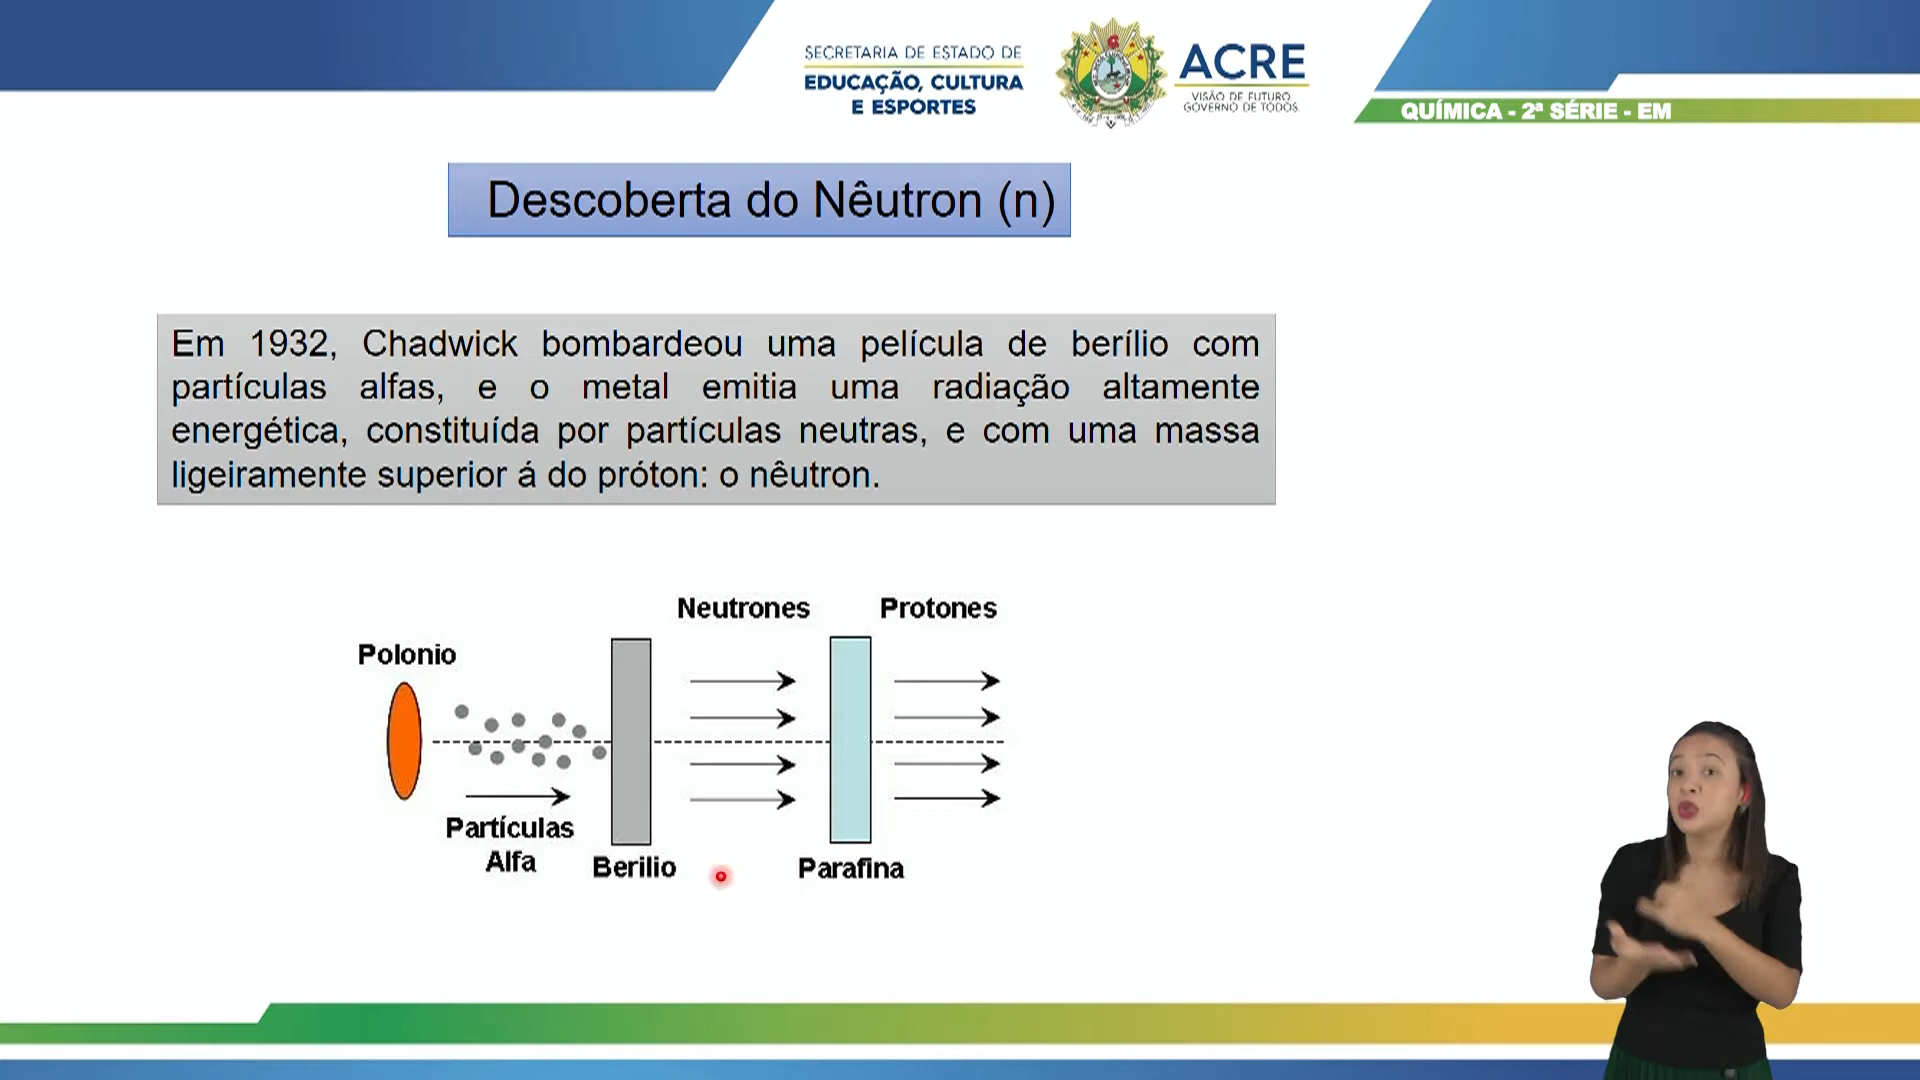 SECRETARIA DE ESTADO DE
EDUCAÇÃO, CULTURA
E ESPORTES
ACRE
VISÃO DE FUTURO
GOVERNO DE TODOS
QUÍMICA - 2ª SÉRIE - EM
Descoberta do Nêutron (n)
Em 1932, Chadwick bombardeou uma película de berílio com
partículas alfas, e o metal emitia uma radiação altamente
energética, constituída por partículas neutras, e com uma massa
ligeiramente superior á do próton: o nêutron.
Neutrones
Protones
Polonio
Partículas
Alfa
Berilio
Parafina